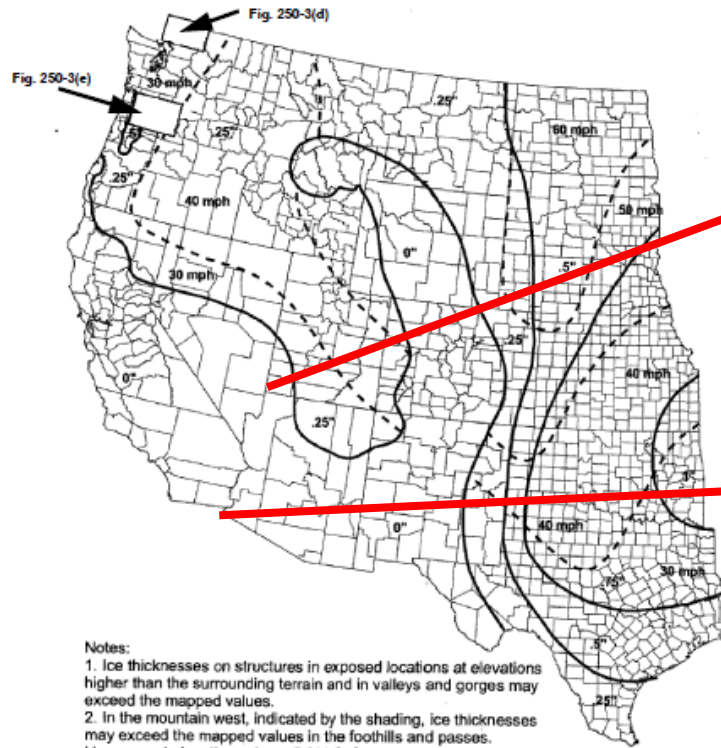 Fig. 250-3(d)
Fig. 250-3(e)
30 mph
.25"
60 mph
.5"
.25"
.25"
40 mph
50 mph
0"
.5"
30 mph
.25"
40 mph
0"
.25"
1"
0"
40 mph
30 mph
.75"
.5"
.25"
Notes:
1. Ice thicknesses on structures in exposed locations at elevations
higher than the surrounding terrain and in valleys and gorges may
exceed the mapped values.
2. In the mountain west, indicated by the shading, ice thicknesses
may exceed the mapped values in the foothills and passes.